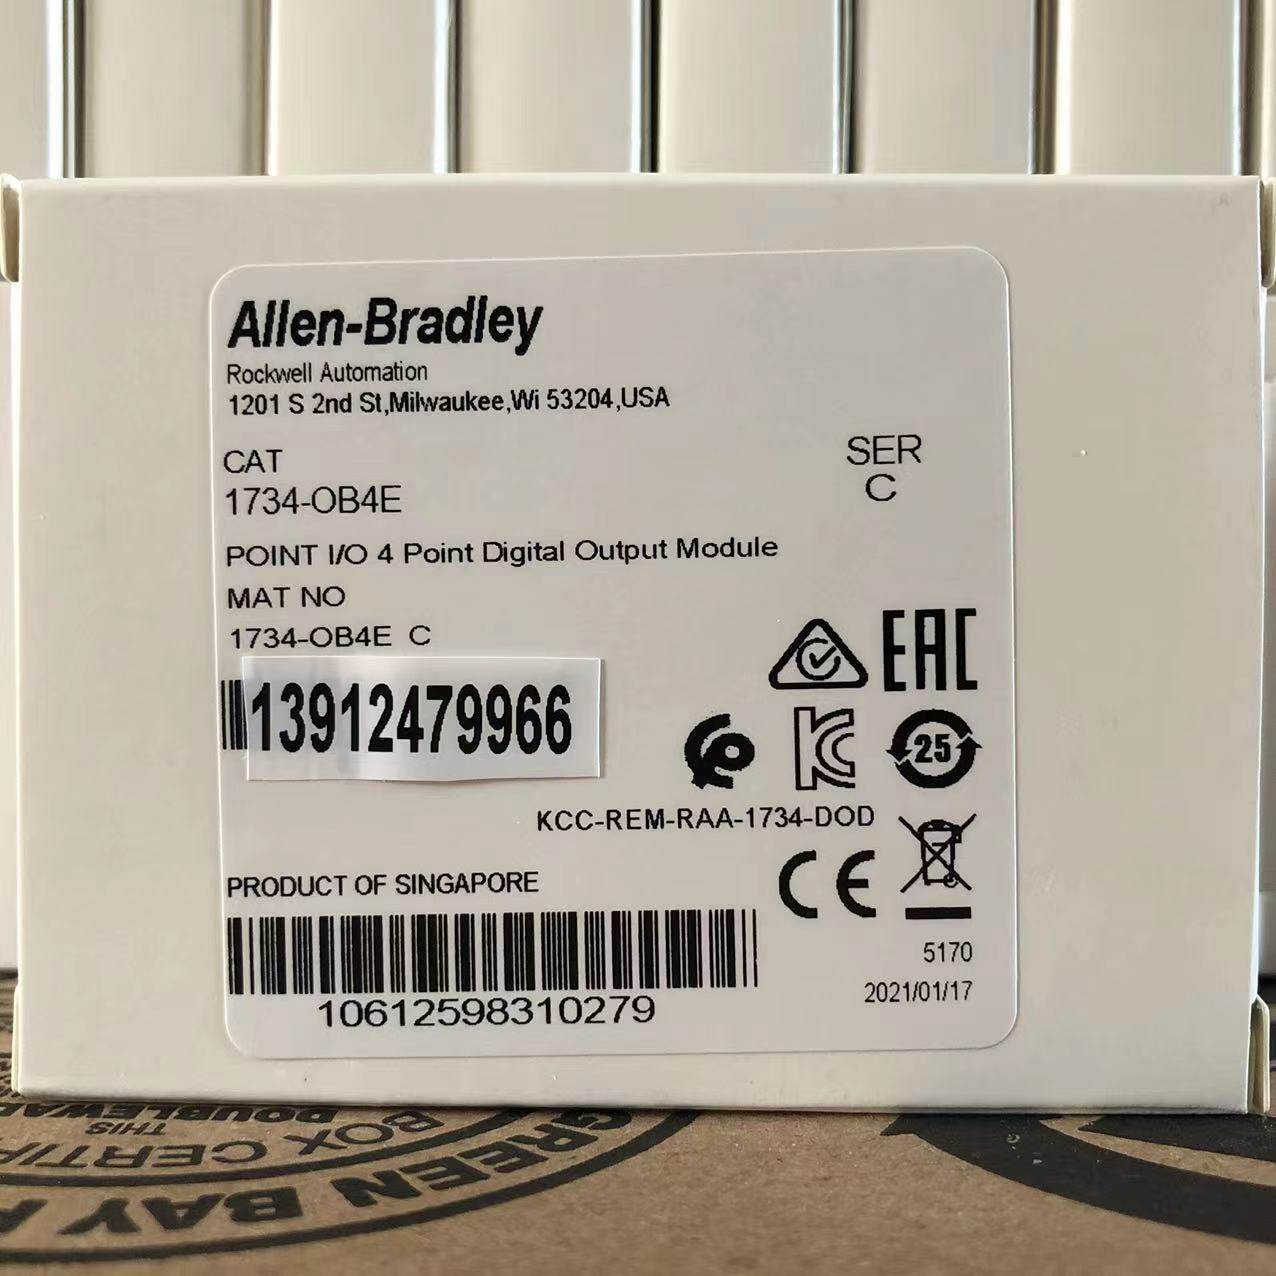 Allen-Bradley
Rockwell Automation
1201 S 2nd St,Milwaukee,Wi 53204,USA
CAT
SER
1734-OB4E
C
POINT I/O 4 Point Digital Output Module
MAT NO
1734-OB4E C
13912479966
EAC
KC
25
KCC-REM-RAA-1734-DOD
CE
PRODUCT OF SINGAPORE
10612598310279
5170
2021/01/17
THIS
BOX CERTI
GREEN BAY